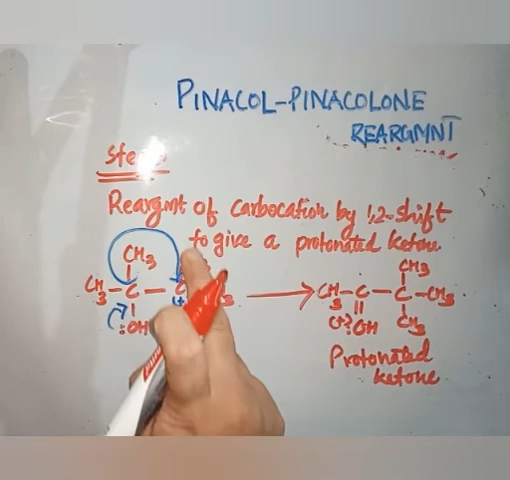 PINACOL-PINACOLONE
REARGMNT
Reargmt of carbocation by 1,2-shift
to give a protonated ketone
CH3
CH3-C-C
(+)
:OH
CH3
CH3-C-C-CH3
||
(+):OH CH3
Protonated
ketone